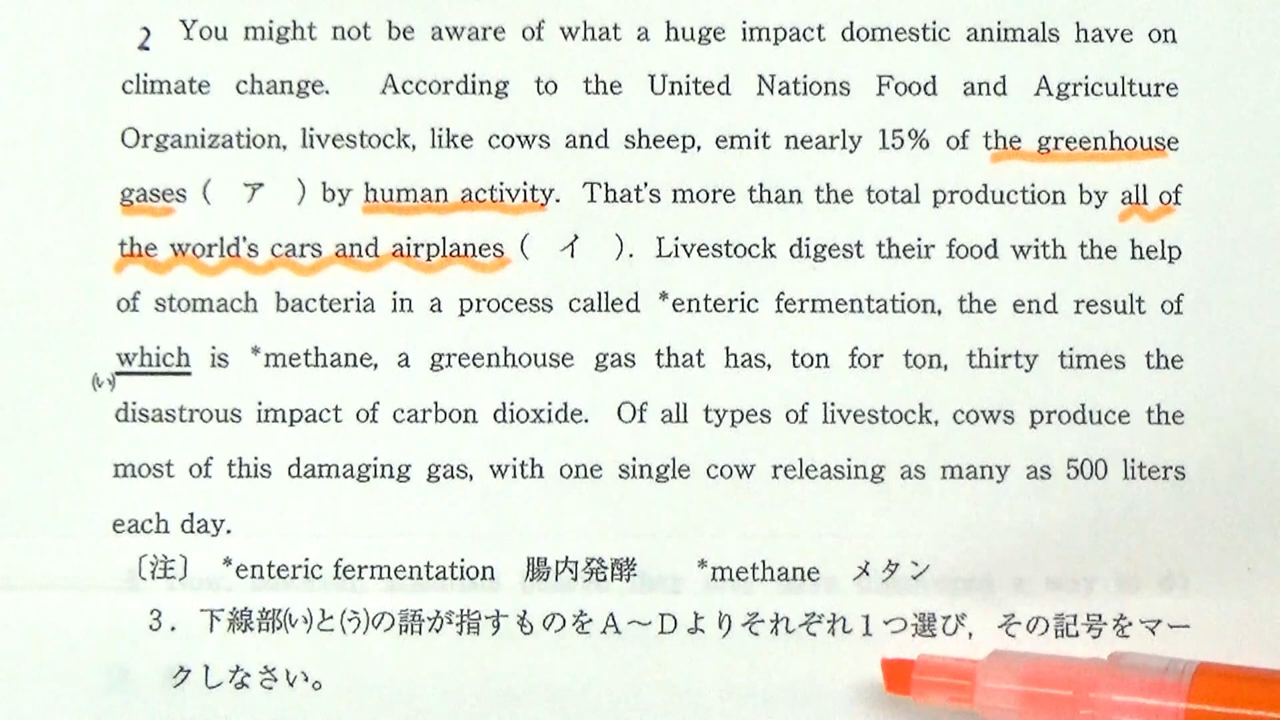 2 You might not be aware of what a huge impact domestic animals have on
climate change. According to the United Nations Food and Agriculture
Organization, livestock, like cows and sheep, emit nearly 15% of the greenhouse
gases ( ア ) by human activity. That's more than the total production by all of
the world's cars and airplanes ( イ ). Livestock digest their food with the help
of stomach bacteria in a process called *enteric fermentation, the end result of
which is *methane, a greenhouse gas that has, ton for ton, thirty times the
(い)
disastrous impact of carbon dioxide. Of all types of livestock, cows produce the
most of this damaging gas, with one single cow releasing as many as 500 liters
each day.
〔注〕 *enteric fermentation 腸内発酵 *methane メタン
3. 下線部(い)と(う)の語が指すものをA～Dよりそれぞれ1つ選び，その記号をマー
クしなさい。